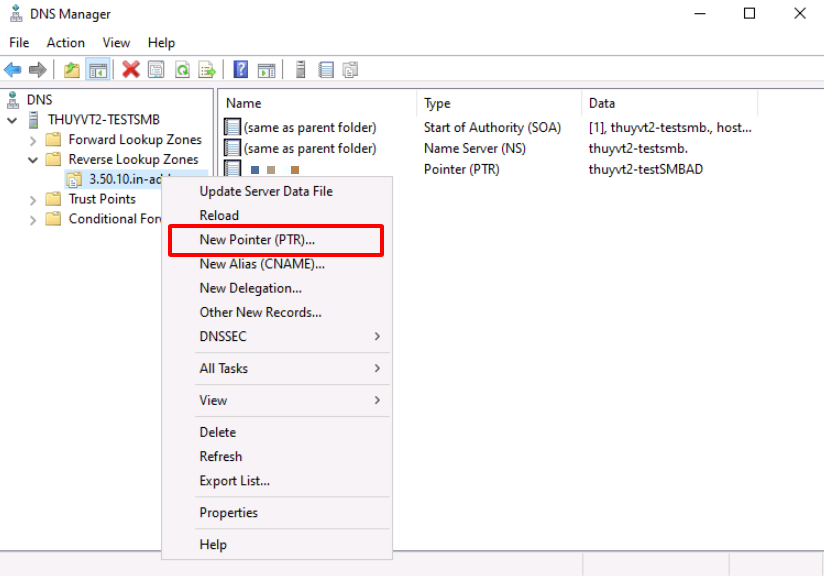 DNS Manager
File Action View Help
DNS
THUYVT2-TESTSMB
Forward Lookup Zones
Reverse Lookup Zones
3.50.10.in-add
Trust Points
Conditional For
Name Type Data
(same as parent folder) Start of Authority (SOA) [1], thuyvt2-testsmb., host...
(same as parent folder) Name Server (NS) thuyvt2-testsmb.
Pointer (PTR) thuyvt2-testSMBAD
Update Server Data File
Reload
New Pointer (PTR)...
New Alias (CNAME)...
New Delegation...
Other New Records...
DNSSEC
All Tasks
View
Delete
Refresh
Export List...
Properties
Help